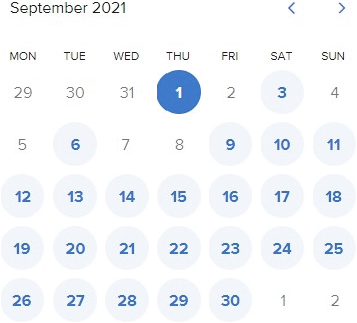 September 2021
MON TUE WED THU FRI SAT SUN
29 30 31 1 2 3 4
5 6 7 8 9 10 11
12 13 14 15 16 17 18
19 20 21 22 23 24 25
26 27 28 29 30 1 2